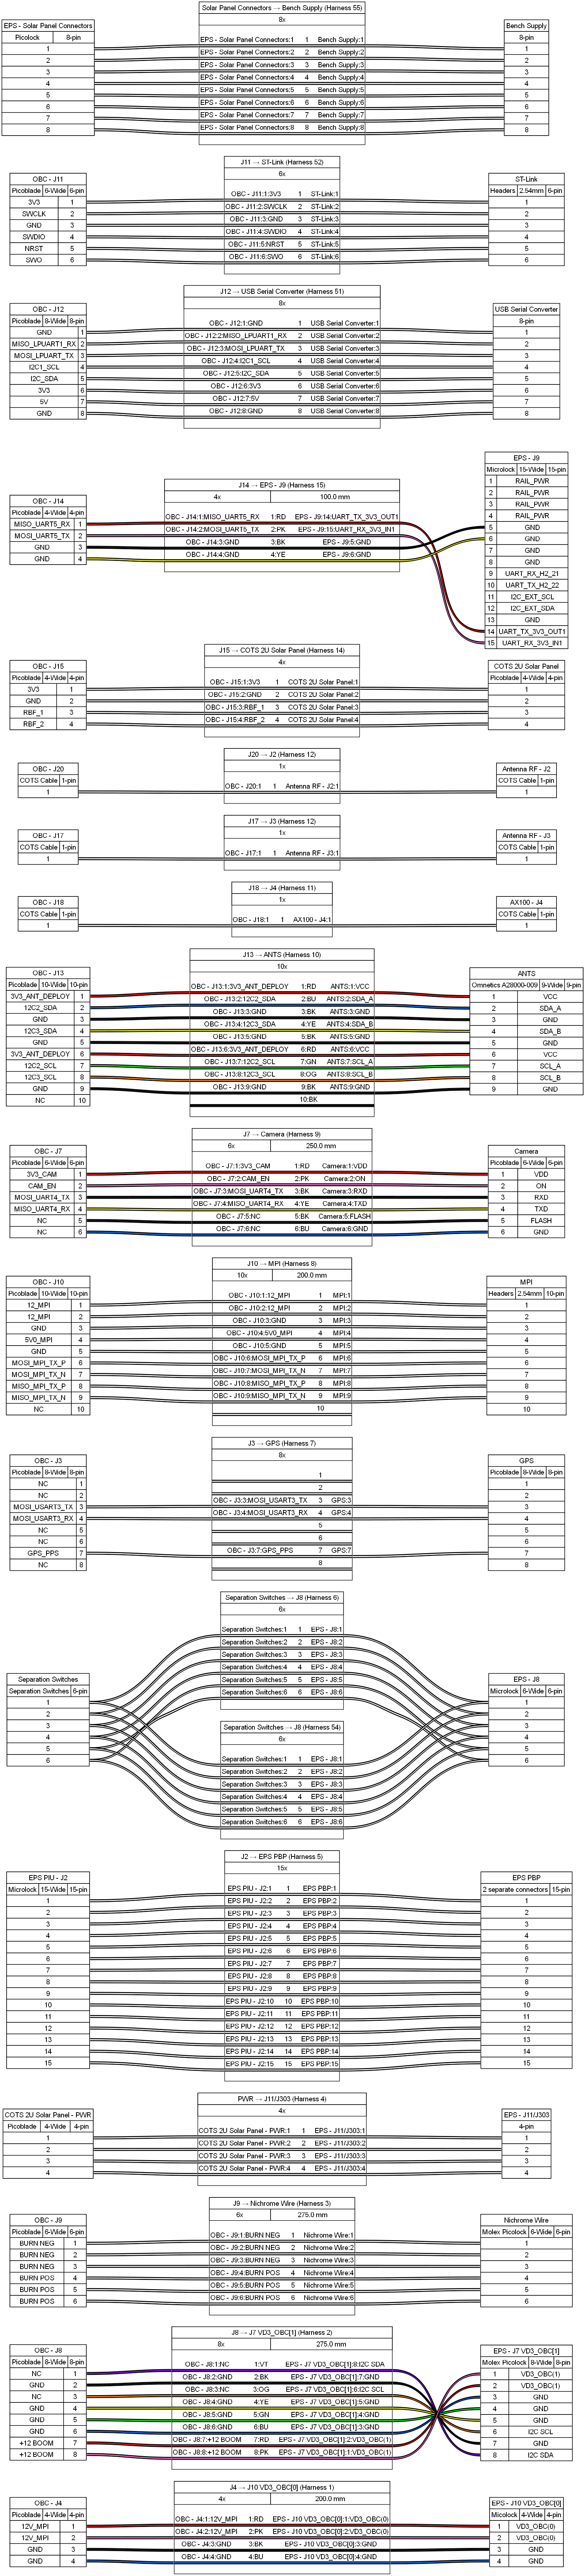 EPS - Solar Panel Connectors
Picolock 8-pin
1
2
3
4
5
6
7
8
Solar Panel Connectors → Bench Supply (Harness 55)
8x
EPS - Solar Panel Connectors:1 1 Bench Supply:1
EPS - Solar Panel Connectors:2 2 Bench Supply:2
EPS - Solar Panel Connectors:3 3 Bench Supply:3
EPS - Solar Panel Connectors:4 4 Bench Supply:4
EPS - Solar Panel Connectors:5 5 Bench Supply:5
EPS - Solar Panel Connectors:6 6 Bench Supply:6
EPS - Solar Panel Connectors:7 7 Bench Supply:7
EPS - Solar Panel Connectors:8 8 Bench Supply:8
Bench Supply
8-pin
1
2
3
4
5
6
7
8
OBC - J11
Picoblade 6-Wide 6-pin
3V3 1
SWCLK 2
GND 3
SWDIO 4
NRST 5
SWO 6
J11 → ST-Link (Harness 52)
6x
OBC - J11:1:3V3 1 ST-Link:1
OBC - J11:2:SWCLK 2 ST-Link:2
OBC - J11:3:GND 3 ST-Link:3
OBC - J11:4:SWDIO 4 ST-Link:4
OBC - J11:5:NRST 5 ST-Link:5
OBC - J11:6:SWO 6 ST-Link:6
ST-Link
Headers 2.54mm 6-pin
1
2
3
4
5
6
OBC - J12
Picoblade 8-Wide 8-pin
GND 1
MISO_LPUART1_RX 2
MOSI_LPUART_TX 3
I2C1_SCL 4
I2C_SDA 5
3V3 6
5V 7
GND 8
J12 → USB Serial Converter (Harness 51)
8x
OBC - J12:1:GND 1 USB Serial Converter:1
OBC - J12:2:MISO_LPUART1_RX 2 USB Serial Converter:2
OBC - J12:3:MOSI_LPUART_TX 3 USB Serial Converter:3
OBC - J12:4:I2C1_SCL 4 USB Serial Converter:4
OBC - J12:5:I2C_SDA 5 USB Serial Converter:5
OBC - J12:6:3V3 6 USB Serial Converter:6
OBC - J12:7:5V 7 USB Serial Converter:7
OBC - J12:8:GND 8 USB Serial Converter:8
USB Serial Converter
8-pin
1
2
3
4
5
6
7
8
OBC - J14
Picoblade 4-Wide 4-pin
MISO_UART5_RX 1
MOSI_UART5_TX 2
GND 3
GND 4
J14 → EPS - J9 (Harness 15)
4x 100.0 mm
OBC - J14:1:MISO_UART5_RX 1:RD EPS - J9:14:UART_TX_3V3_OUT1
OBC - J14:2:MOSI_UART5_TX 2:PK EPS - J9:15:UART_RX_3V3_IN1
OBC - J14:3:GND 3:BK EPS - J9:5:GND
OBC - J14:4:GND 4:YE EPS - J9:6:GND
EPS - J9
Microlock 15-Wide 15-pin
1 RAIL_PWR
2 RAIL_PWR
3 RAIL_PWR
4 RAIL_PWR
5 GND
6 GND
7 GND
8 GND
9 UART_RX_H2_21
10 UART_TX_H2_22
11 I2C_EXT_SCL
12 I2C_EXT_SDA
13 GND
14 UART_TX_3V3_OUT1
15 UART_RX_3V3_IN1
OBC - J15
Picoblade 4-Wide 4-pin
3V3 1
GND 2
RBF_1 3
RBF_2 4
J15 → COTS 2U Solar Panel (Harness 14)
4x
OBC - J15:1:3V3 1 COTS 2U Solar Panel:1
OBC - J15:2:GND 2 COTS 2U Solar Panel:2
OBC - J15:3:RBF_1 3 COTS 2U Solar Panel:3
OBC - J15:4:RBF_2 4 COTS 2U Solar Panel:4
COTS 2U Solar Panel
Picoblade 4-Wide 4-pin
1
2
3
4
OBC - J20
COTS Cable 1-pin
1
J20 → J2 (Harness 12)
1x
OBC - J20:1 1 Antenna RF - J2:1
Antenna RF - J2
COTS Cable 1-pin
1
OBC - J17
COTS Cable 1-pin
1
J17 → J3 (Harness 12)
1x
OBC - J17:1 1 Antenna RF - J3:1
Antenna RF - J3
COTS Cable 1-pin
1
OBC - J18
COTS Cable 1-pin
1
J18 → J4 (Harness 11)
1x
OBC - J18:1 1 AX100 - J4:1
AX100 - J4
COTS Cable 1-pin
1
OBC - J13
Picoblade 10-Wide 10-pin
3V3_ANT_DEPLOY 1
12C2_SDA 2
GND 3
12C3_SDA 4
GND 5
3V3_ANT_DEPLOY 6
12C2_SCL 7
12C3_SCL 8
GND 9
NC 10
J13 → ANTS (Harness 10)
10x
OBC - J13:1:3V3_ANT_DEPLOY 1:RD ANTS:1:VCC
OBC - J13:2:12C2_SDA 2:BU ANTS:2:SDA_A
OBC - J13:3:GND 3:BK ANTS:3:GND
OBC - J13:4:12C3_SDA 4:YE ANTS:4:SDA_B
OBC - J13:5:GND 5:BK ANTS:5:GND
OBC - J13:6:3V3_ANT_DEPLOY 6:RD ANTS:6:VCC
OBC - J13:7:12C2_SCL 7:GN ANTS:7:SCL_A
OBC - J13:8:12C3_SCL 8:OG ANTS:8:SCL_B
OBC - J13:9:GND 9:BK ANTS:9:GND
10:BK
ANTS
Omnetics A28000-009 9-Wide 9-pin
1 VCC
2 SDA_A
3 GND
4 SDA_B
5 GND
6 VCC
7 SCL_A
8 SCL_B
9 GND
OBC - J7
Picoblade 6-Wide 6-pin
3V3_CAM 1
CAM_EN 2
MOSI_UART4_TX 3
MISO_UART4_RX 4
NC 5
NC 6
J7 → Camera (Harness 9)
6x 250.0 mm
OBC - J7:1:3V3_CAM 1:RD Camera:1:VDD
OBC - J7:2:CAM_EN 2:PK Camera:2:ON
OBC - J7:3:MOSI_UART4_TX 3:BK Camera:3:RXD
OBC - J7:4:MISO_UART4_RX 4:YE Camera:4:TXD
OBC - J7:5:NC 5:BK Camera:5:FLASH
OBC - J7:6:NC 6:BU Camera:6:GND
Camera
Picoblade 6-Wide 6-pin
1 VDD
2 ON
3 RXD
4 TXD
5 FLASH
6 GND
OBC - J10
Picoblade 10-Wide 10-pin
12_MPI 1
12_MPI 2
GND 3
5V0_MPI 4
GND 5
MOSI_MPI_TX_P 6
MOSI_MPI_TX_N 7
MISO_MPI_TX_P 8
MISO_MPI_TX_N 9
NC 10
J10 → MPI (Harness 8)
10x 200.0 mm
OBC - J10:1:12_MPI 1 MPI:1
OBC - J10:2:12_MPI 2 MPI:2
OBC - J10:3:GND 3 MPI:3
OBC - J10:4:5V0_MPI 4 MPI:4
OBC - J10:5:GND 5 MPI:5
OBC - J10:6:MOSI_MPI_TX_P 6 MPI:6
OBC - J10:7:MOSI_MPI_TX_N 7 MPI:7
OBC - J10:8:MISO_MPI_TX_P 8 MPI:8
OBC - J10:9:MISO_MPI_TX_N 9 MPI:9
10
MPI
Headers 2.54mm 10-pin
1
2
3
4
5
6
7
8
9
10
OBC - J3
Picoblade 8-Wide 8-pin
NC 1
NC 2
MOSI_USART3_TX 3
MOSI_USART3_RX 4
NC 5
NC 6
GPS_PPS 7
NC 8
J3 → GPS (Harness 7)
8x
1
2
OBC - J3:3:MOSI_USART3_TX 3 GPS:3
OBC - J3:4:MOSI_USART3_RX 4 GPS:4
5
6
OBC - J3:7:GPS_PPS 7 GPS:7
8
GPS
Picoblade 8-Wide 8-pin
1
2
3
4
5
6
7
8
Separation Switches
Separation Switches 6-pin
1
2
3
4
5
6
Separation Switches → J8 (Harness 6)
6x
Separation Switches:1 1 EPS - J8:1
Separation Switches:2 2 EPS - J8:2
Separation Switches:3 3 EPS - J8:3
Separation Switches:4 4 EPS - J8:4
Separation Switches:5 5 EPS - J8:5
Separation Switches:6 6 EPS - J8:6
Separation Switches → J8 (Harness 54)
6x
Separation Switches:1 1 EPS - J8:1
Separation Switches:2 2 EPS - J8:2
Separation Switches:3 3 EPS - J8:3
Separation Switches:4 4 EPS - J8:4
Separation Switches:5 5 EPS - J8:5
Separation Switches:6 6 EPS - J8:6
EPS - J8
Microlock 6-Wide 6-pin
1
2
3
4
5
6
EPS PIU - J2
Microlock 15-Wide 15-pin
1
2
3
4
5
6
7
8
9
10
11
12
13
14
15
J2 → EPS PBP (Harness 5)
15x
EPS PIU - J2:1 1 EPS PBP:1
EPS PIU - J2:2 2 EPS PBP:2
EPS PIU - J2:3 3 EPS PBP:3
EPS PIU - J2:4 4 EPS PBP:4
EPS PIU - J2:5 5 EPS PBP:5
EPS PIU - J2:6 6 EPS PBP:6
EPS PIU - J2:7 7 EPS PBP:7
EPS PIU - J2:8 8 EPS PBP:8
EPS PIU - J2:9 9 EPS PBP:9
EPS PIU - J2:10 10 EPS PBP:10
EPS PIU - J2:11 11 EPS PBP:11
EPS PIU - J2:12 12 EPS PBP:12
EPS PIU - J2:13 13 EPS PBP:13
EPS PIU - J2:14 14 EPS PBP:14
EPS PIU - J2:15 15 EPS PBP:15
EPS PBP
2 separate connectors 15-pin
1
2
3
4
5
6
7
8
9
10
11
12
13
14
15
COTS 2U Solar Panel - PWR
Picoblade 4-Wide 4-pin
1
2
3
4
PWR → J11/J303 (Harness 4)
4x
COTS 2U Solar Panel - PWR:1 1 EPS - J11/J303:1
COTS 2U Solar Panel - PWR:2 2 EPS - J11/J303:2
COTS 2U Solar Panel - PWR:3 3 EPS - J11/J303:3
COTS 2U Solar Panel - PWR:4 4 EPS - J11/J303:4
EPS - J11/J303
4-pin
1
2
3
4
OBC - J9
Picoblade 6-Wide 6-pin
BURN NEG 1
BURN NEG 2
BURN NEG 3
BURN POS 4
BURN POS 5
BURN POS 6
J9 → Nichrome Wire (Harness 3)
6x 275.0 mm
OBC - J9:1:BURN NEG 1 Nichrome Wire:1
OBC - J9:2:BURN NEG 2 Nichrome Wire:2
OBC - J9:3:BURN NEG 3 Nichrome Wire:3
OBC - J9:4:BURN POS 4 Nichrome Wire:4
OBC - J9:5:BURN POS 5 Nichrome Wire:5
OBC - J9:6:BURN POS 6 Nichrome Wire:6
Nichrome Wire
Molex Picolock 6-Wide 6-pin
1
2
3
4
5
6
OBC - J8
Picoblade 8-Wide 8-pin
NC 1
GND 2
NC 3
GND 4
GND 5
GND 6
+12 BOOM 7
+12 BOOM 8
J8 → J7 VD3_OBC[1] (Harness 2)
8x 275.0 mm
OBC - J8:1:NC 1:VT EPS - J7 VD3_OBC[1]:8:I2C SDA
OBC - J8:2:GND 2:BK EPS - J7 VD3_OBC[1]:7:GND
OBC - J8:3:NC 3:OG EPS - J7 VD3_OBC[1]:6:I2C SCL
OBC - J8:4:GND 4:YE EPS - J7 VD3_OBC[1]:5:GND
OBC - J8:5:GND 5:GN EPS - J7 VD3_OBC[1]:4:GND
OBC - J8:6:GND 6:BU EPS - J7 VD3_OBC[1]:3:GND
OBC - J8:7:+12 BOOM 7:RD EPS - J7 VD3_OBC[1]:2:VD3_OBC(1)
OBC - J8:8:+12 BOOM 8:PK EPS - J7 VD3_OBC[1]:1:VD3_OBC(1)
EPS - J7 VD3_OBC[1]
Molex Picolock 8-Wide 8-pin
1 VD3_OBC(1)
2 VD3_OBC(1)
3 GND
4 GND
5 GND
6 I2C SCL
7 GND
8 I2C SDA
OBC - J4
Picoblade 4-Wide 4-pin
12V_MPI 1
12V_MPI 2
GND 3
GND 4
J4 → J10 VD3_OBC[0] (Harness 1)
4x 200.0 mm
OBC - J4:1:12V_MPI 1:RD EPS - J10 VD3_OBC[0]:1:VD3_OBC(0)
OBC - J4:2:12V_MPI 2:PK EPS - J10 VD3_OBC[0]:2:VD3_OBC(0)
OBC - J4:3:GND 3:BK EPS - J10 VD3_OBC[0]:3:GND
OBC - J4:4:GND 4:BU EPS - J10 VD3_OBC[0]:4:GND
EPS - J10 VD3_OBC[0]
Micolock 4-Wide 4-pin
1 VD3_OBC(0)
2 VD3_OBC(0)
3 GND
4 GND